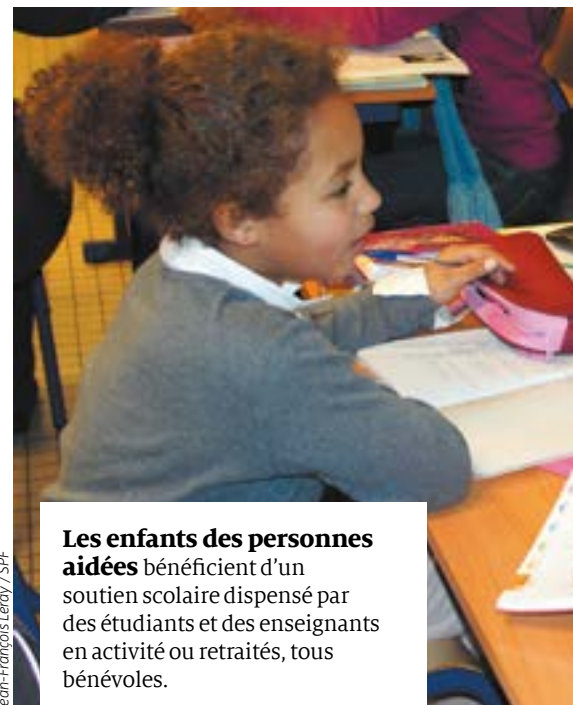 Les enfants des personnes
aidées bénéficient d'un
soutien scolaire dispensé par
des étudiants et des enseignants
en activité ou retraités, tous
bénévoles.
ean-François Leray / SPF